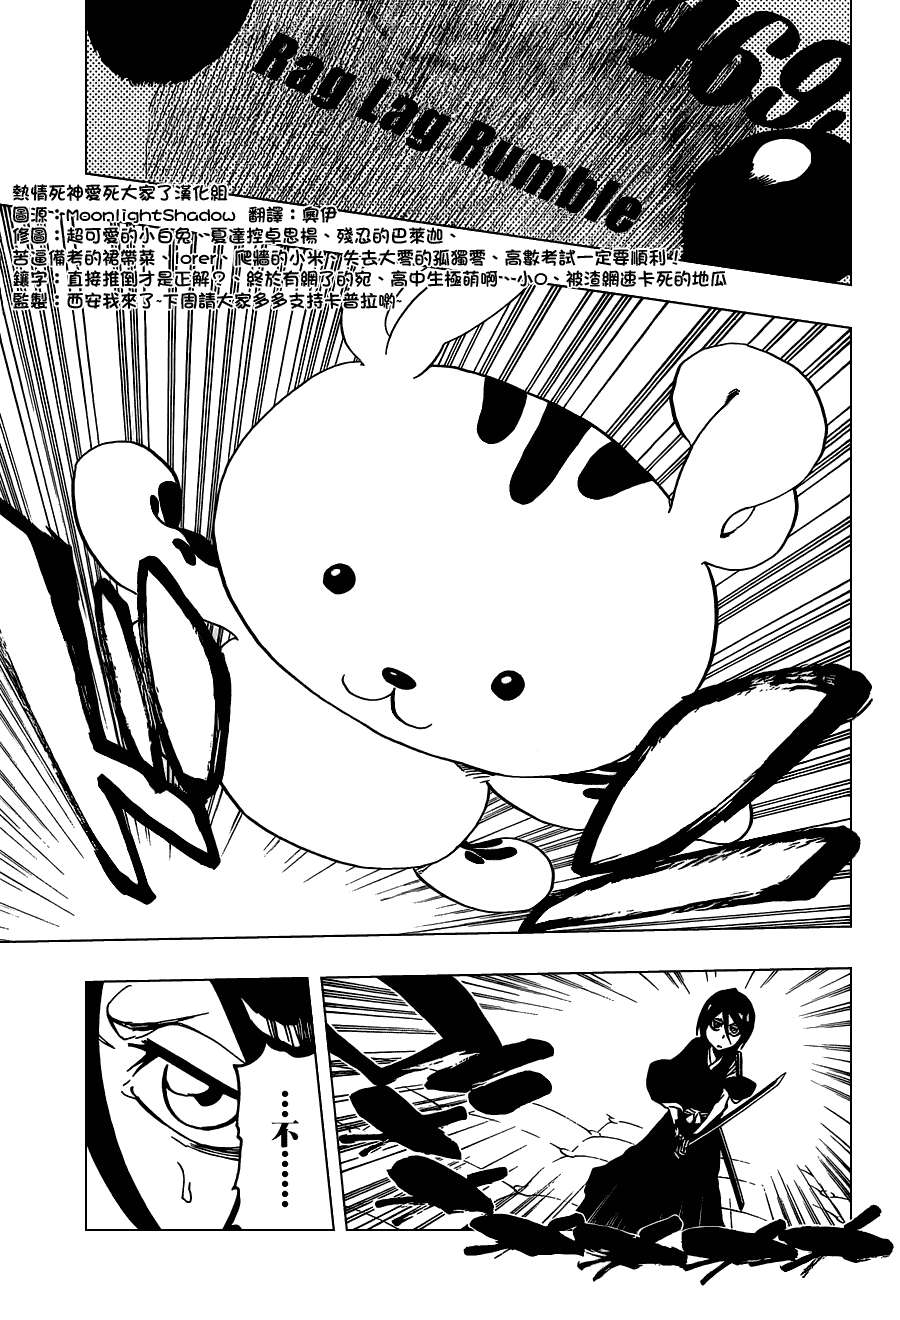 469.
Rag Lag Rumble
熱情死神愛死大家了漢化組
圖源：MoonlightShadow 翻譯：興伊
修圖：超可愛的小白兔、夏達控卓思揚、殘忍的巴萊迦、
苦逼備考的裙帶菜、lorer、爬牆的小米、失去大零的孤獨零、高數考試一定要順利
鑲字：直接推倒才是正解？！終於有網了的宛、高中生極萌啊~~小O、被渣網速卡死的地瓜
監製：西安我來了~下周請大家多多支持卡普拉喲~
…不……